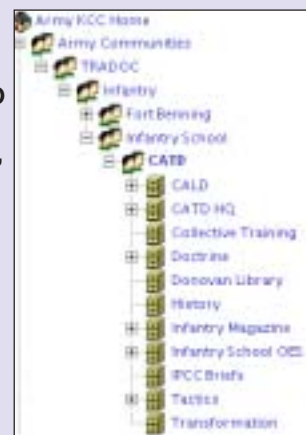 Army KCC Home
Army Communities
TRADOC
Infantry
Fort Benning
Infantry School
CATD
CALD
CATD HQ
Collective Training
Doctrine
Donovan Library
History
Infantry Magazine
Infantry School OES
IPCC Briefs
Tactics
Transformation